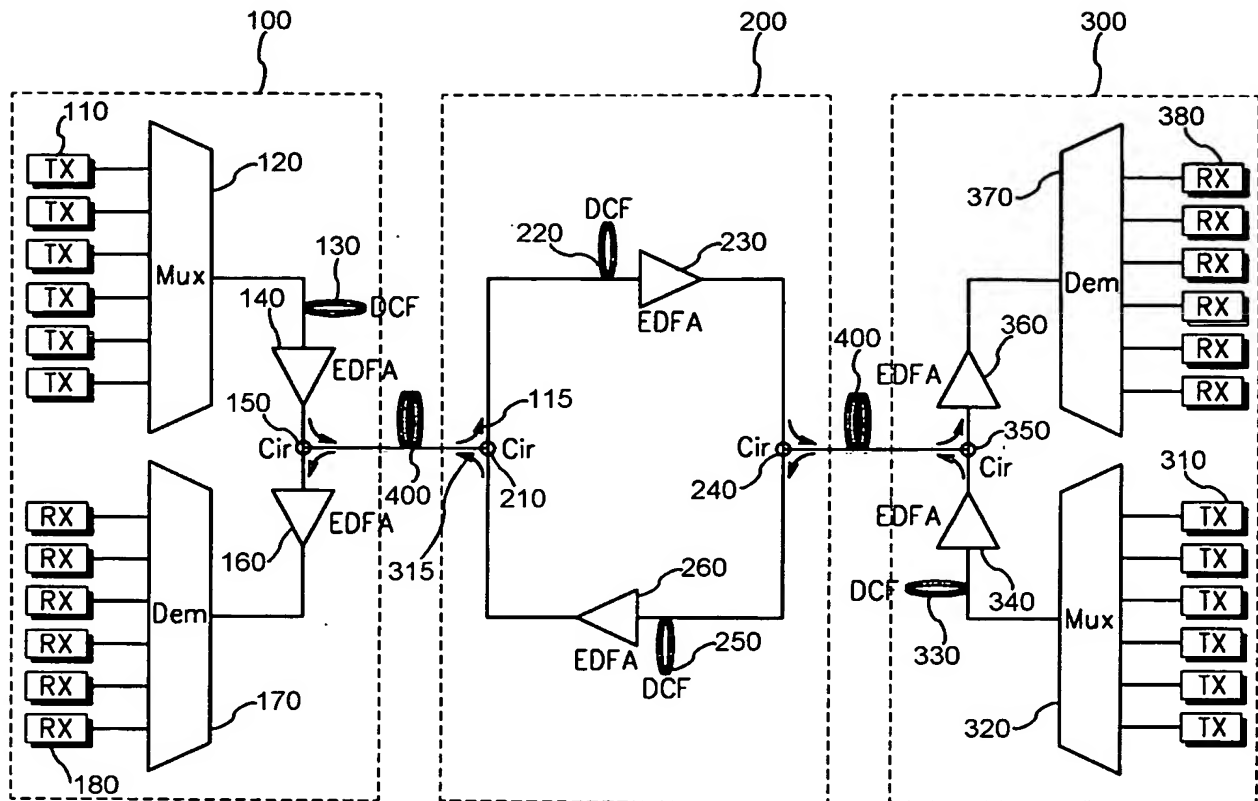 100
200
300
110
TX
TX
TX
TX
TX
TX
120
Mux
130
DCF
140
EDFA
150
Cir
400
160
EDFA
RX
RX
RX
RX
RX
RX
Dem
170
180
DCF
220
230
EDFA
115
Cir
210
315
Cir
240
260
EDFA
250
DCF
400
360
EDFA
350
Cir
EDFA
340
DCF
330
370
Dem
380
RX
RX
RX
RX
RX
RX
310
TX
TX
TX
TX
TX
TX
Mux
320